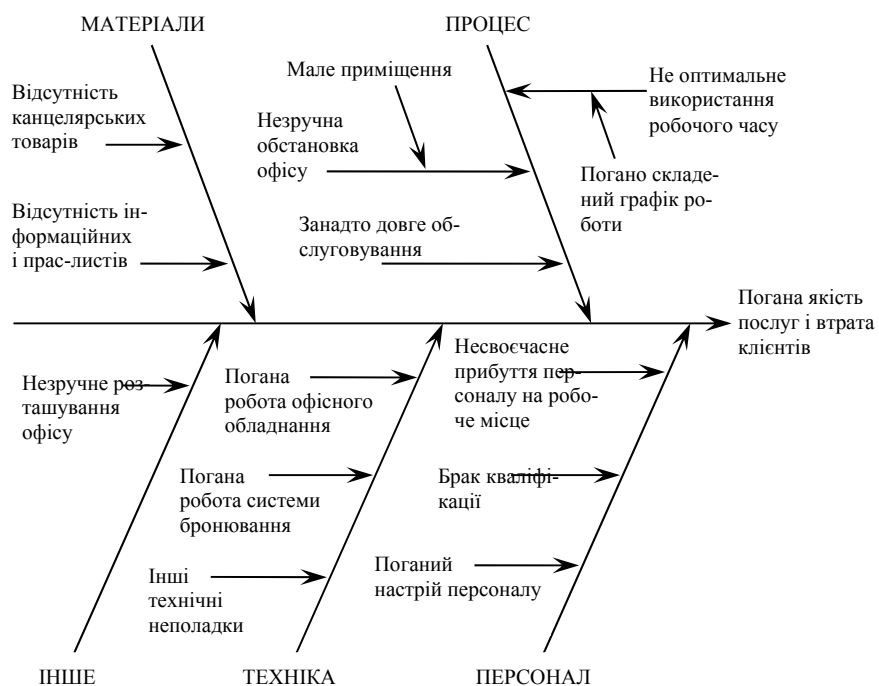 МАТЕРІАЛИ
ПРОЦЕС
Мале приміщення
Не оптимальне
використання
робочого часу
Відсутність
канцелярських
товарів
Незручна
обстановка
офісу
Погано складе-
ний графік ро-
боти
Відсутність ін-
формаційних
і прас-листів
Занадто довге об-
слуговування
Погана якість
послуг і втрата
клієнтів
Незручне роз-
ташування
офісу
Погана
робота офісного
обладнання
Несвоєчасне
прибуття пер-
соналу на робо-
че місце
Погана
робота системи
бронювання
Брак кваліфі-
кації
Інші
технічні
неполадки
Поганий
настрій персоналу
ІНШЕ
ТЕХНІКА
ПЕРСОНАЛ